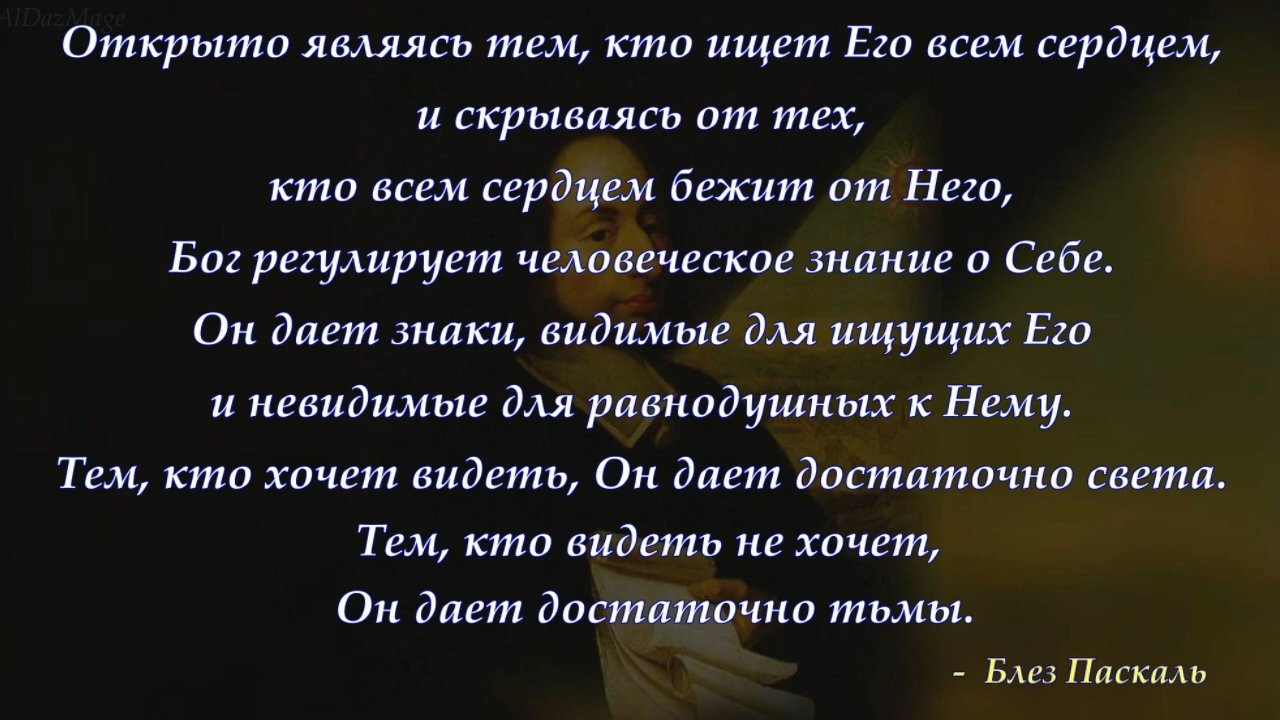 AlDazMage
Открыто являясь тем, кто ищет Его всем сердцем,
и скрываясь от тех,
кто всем сердцем бежит от Него,
Бог регулирует человеческое знание о Себе.
Он дает знаки, видимые для ищущих Его
и невидимые для равнодушных к Нему.
Тем, кто хочет видеть, Он дает достаточно света.
Тем, кто видеть не хочет,
Он дает достаточно тьмы.
- Блез Паскаль